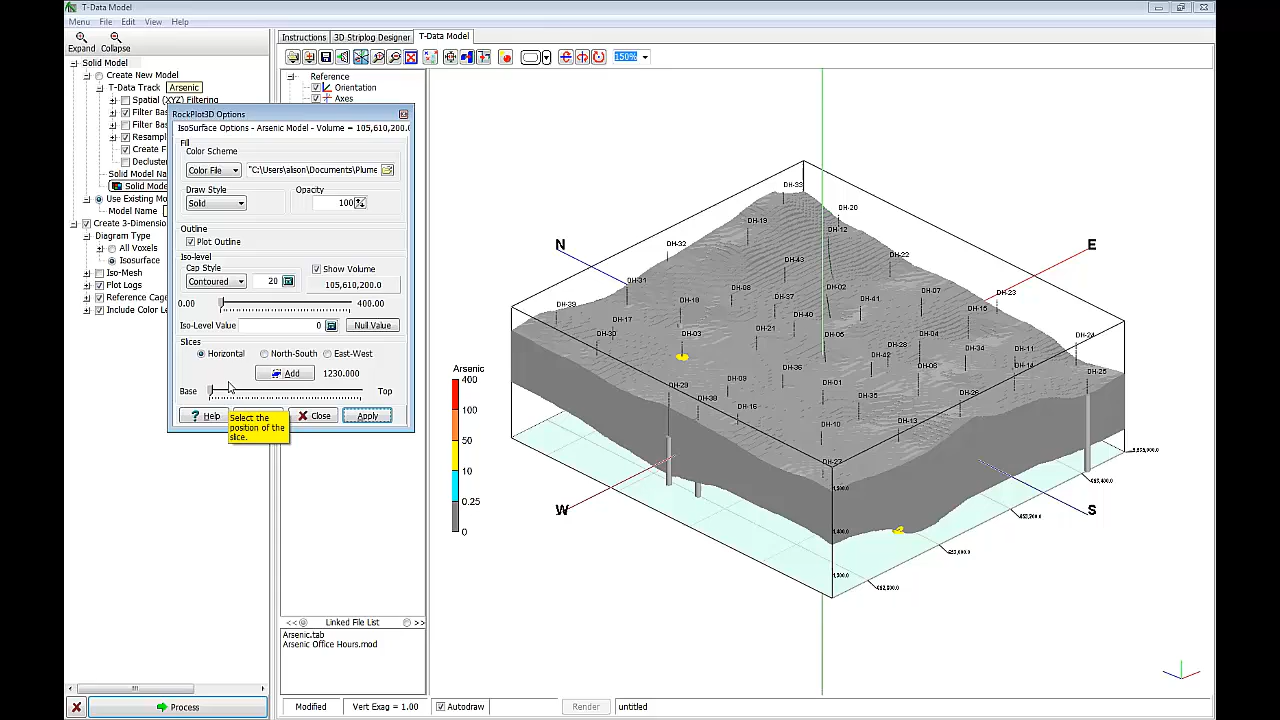 T-Data Model
Menu File Edit View Help
Expand Collapse
Solid Model
Create New Model
T-Data Track Arsenic
Spatial (XYZ) Filtering
Filter Bas
Filter Bas
Resamp
Create F
Decluste
Solid Model Na
Solid Mode
Use Existing Mo
Model Name
Create 3-Dimensio
Diagram Type
All Voxels
Isosurface
Iso-Mesh
Plot Logs
Reference Cage
Include Color Le
Process
Instructions 3D Striplog Designer T-Data Model
150%
Reference
Orientation
Axes
RockPlot3D Options
IsoSurface Options - Arsenic Model - Volume = 105,610,200.0
Fill
Color Scheme
Color File "C:\Users\alison\Documents\Plume
Draw Style Opacity
Solid 100%
Outline
Plot Outline
Iso-level
Cap Style
Contoured 20
Show Volume
105,610,200.0
0.00 400.00
Iso-Level Value 0 Null Value
Slices
Horizontal North-South East-West
Add 1230.000
Base Top
Help Close Apply
Select the
position of the
slice.
<< Linked File List >>
Arsenic.tab
Arsenic Office Hours.mod
Modified Vert Exag = 1.00 Autodraw Render untitled
Arsenic
400
100
50
10
0.25
0
N
E
W
S
DH-33
DH-20
DH-19
DH-12
DH-32
DH-22
DH-43
DH-31
DH-08
DH-02
DH-07
DH-23
DH-39
DH-18
DH-37
DH-41
DH-15
DH-17
DH-40
DH-30
DH-03
DH-21
DH-05
DH-04
DH-24
DH-28
DH-34
DH-11
DH-42
DH-36
DH-06
DH-14
DH-25
DH-29
DH-09
DH-01
DH-38
DH-35
DH-26
DH-16
DH-10
DH-13
DH-27